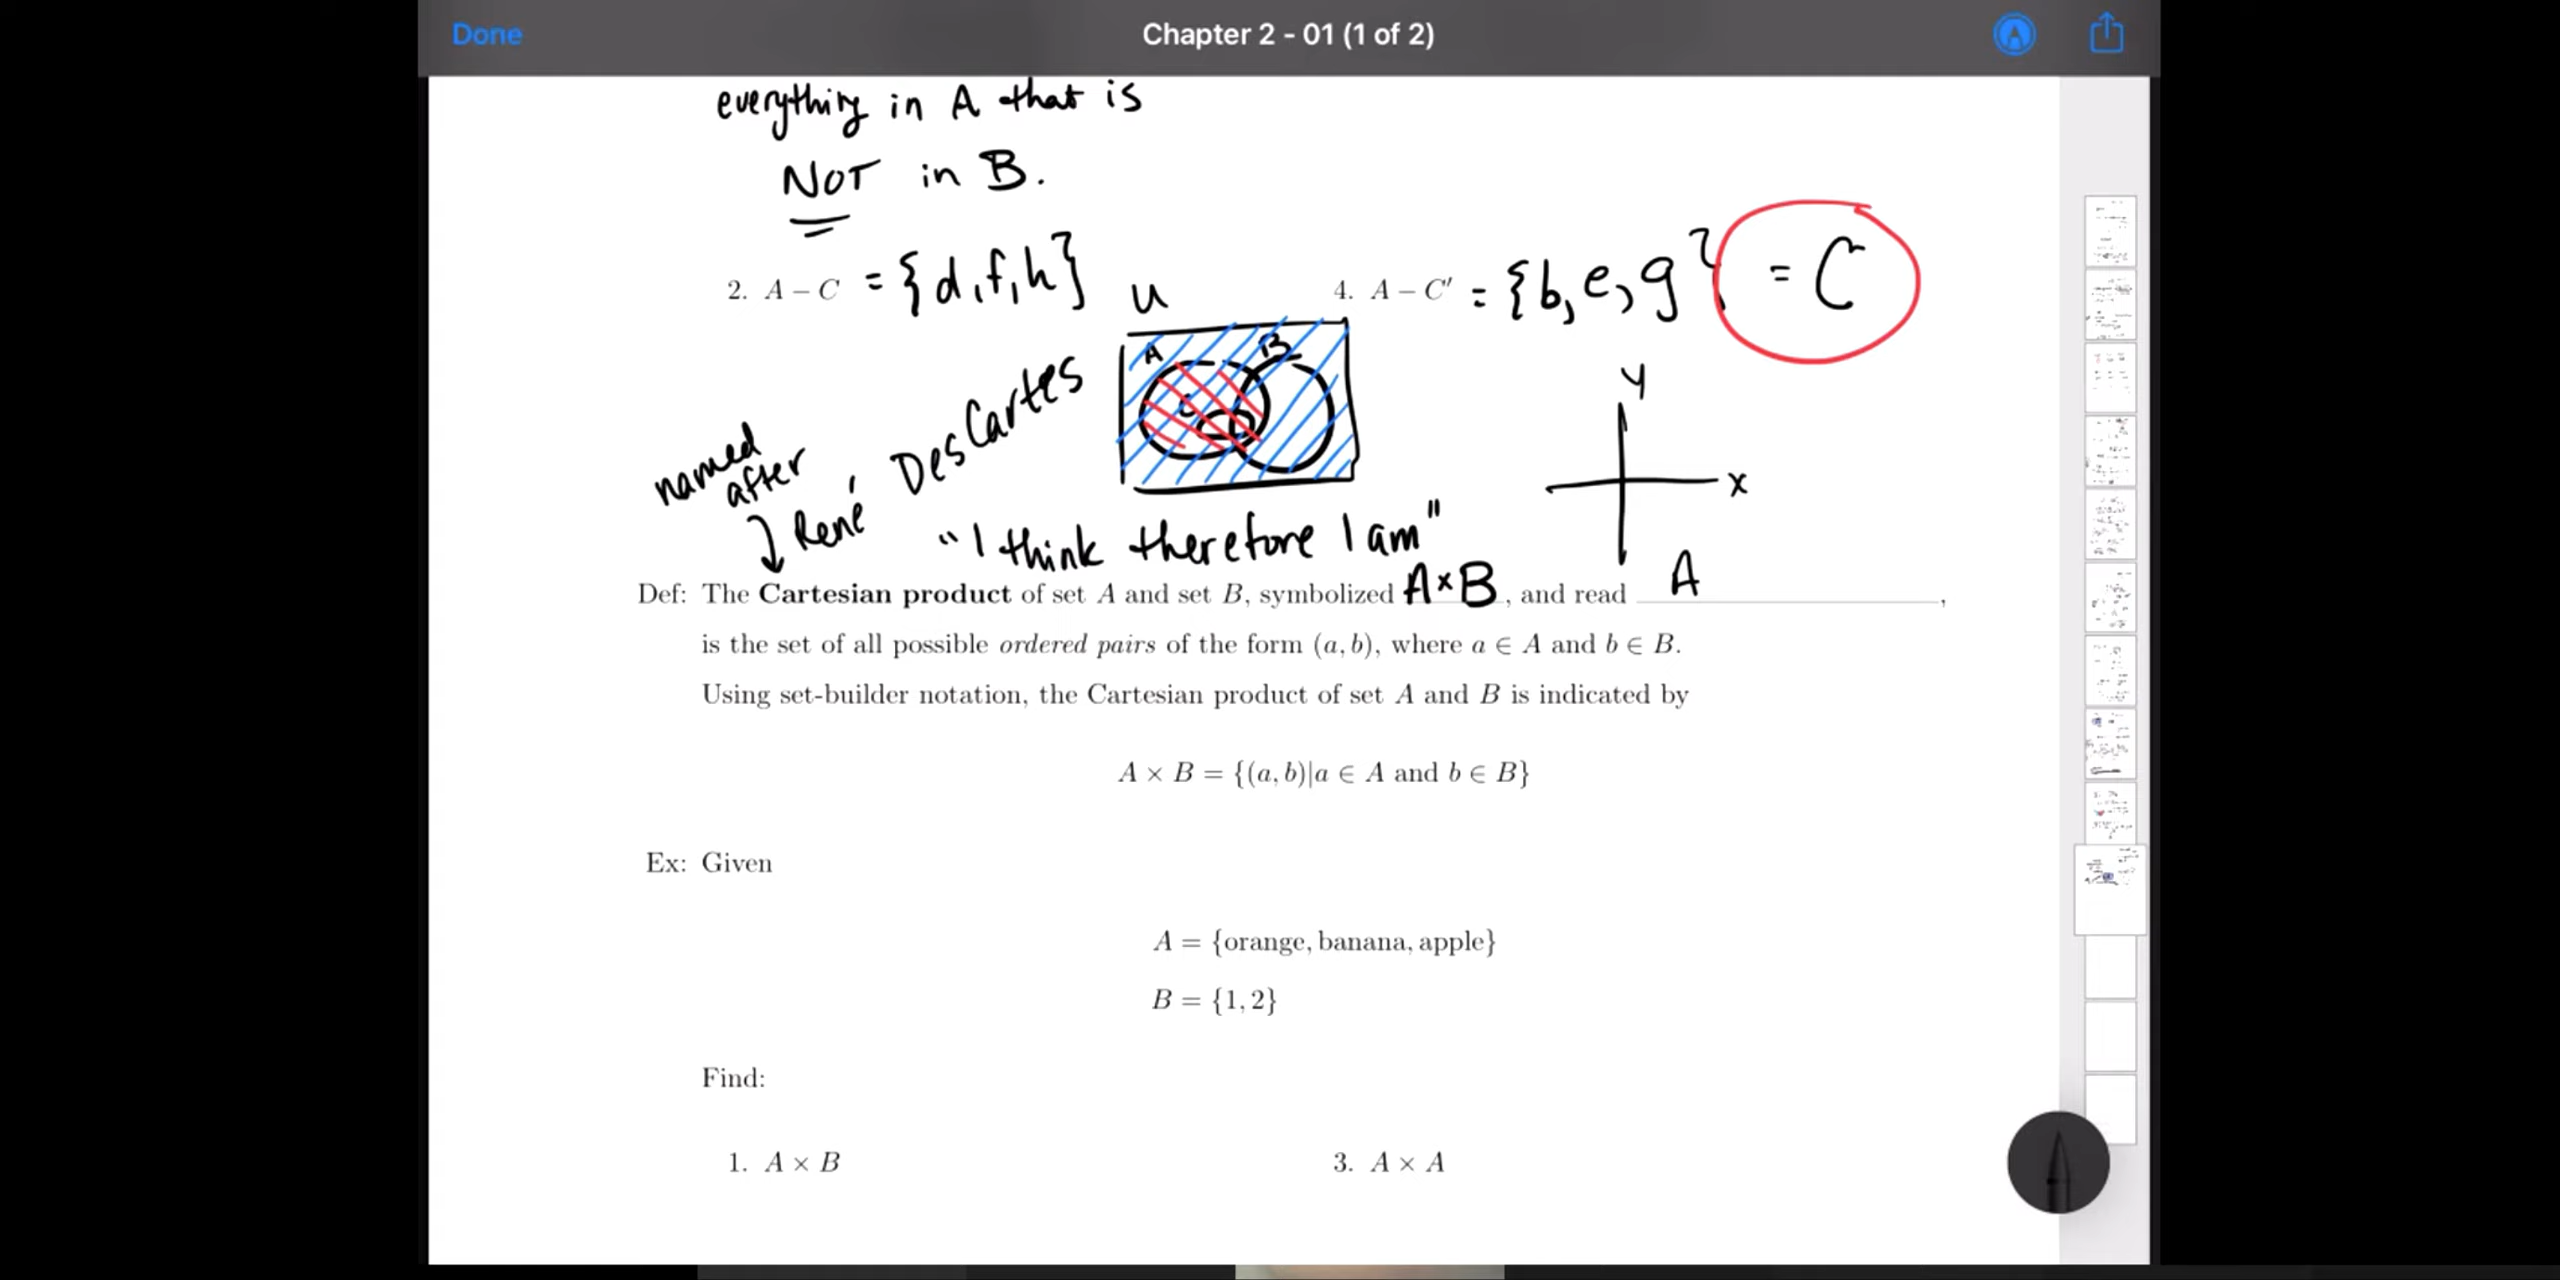 Done
Chapter 2 - 01 (1 of 2)
everything in A that is
NOT in B.
2. A − C = {d, f, h}
4. A − C′ = {b, e, g} = C
U
A B
C
y
x
named after
René DesCartes
"I think therefore I am"
Def: The Cartesian product of set A and set B, symbolized A×B, and read A,
is the set of all possible ordered pairs of the form (a, b), where a ∈ A and b ∈ B.
Using set-builder notation, the Cartesian product of set A and B is indicated by
A × B = {(a, b)|a ∈ A and b ∈ B}
Ex: Given
A = {orange, banana, apple}
B = {1, 2}
Find:
1. A × B
3. A × A